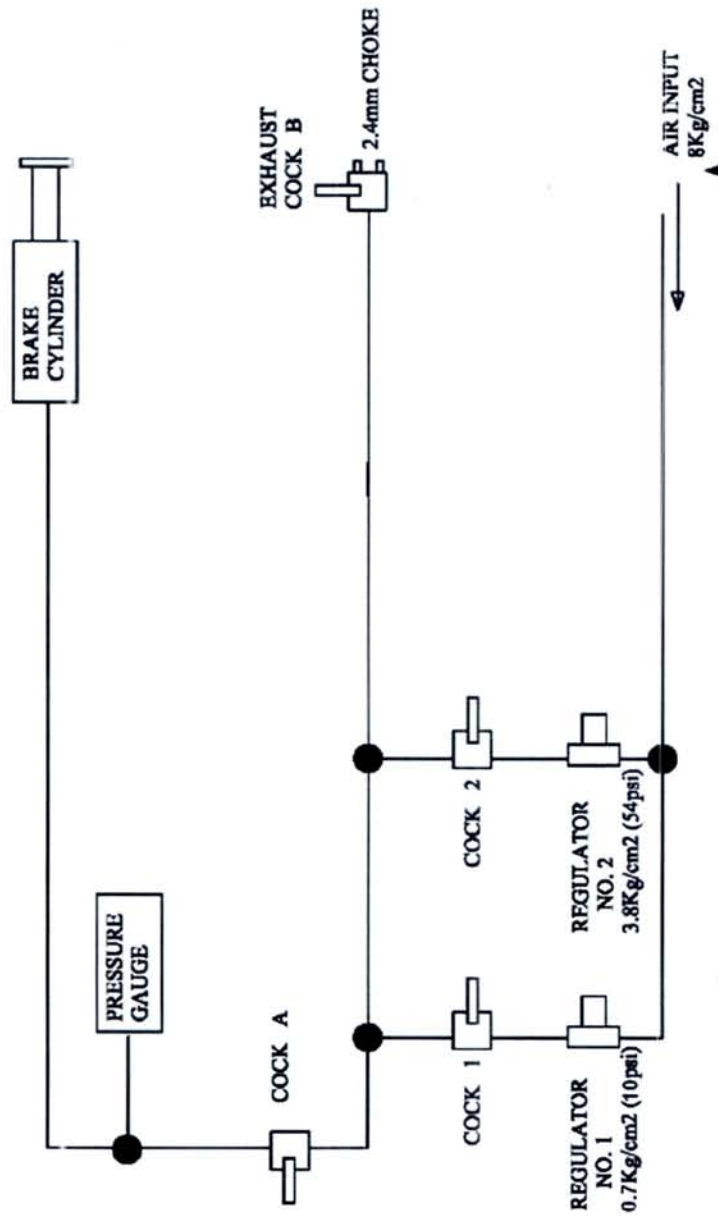 BRAKE
CYLINDER
PRESSURE
GAUGE
COCK A
EXHAUST
COCK B
2.4mm CHOKE
COCK 1
COCK 2
REGULATOR
NO. 1
0.7Kg/cm2 (10psi)
REGULATOR
NO. 2
3.8Kg/cm2 (54psi)
AIR INPUT
8Kg/cm2